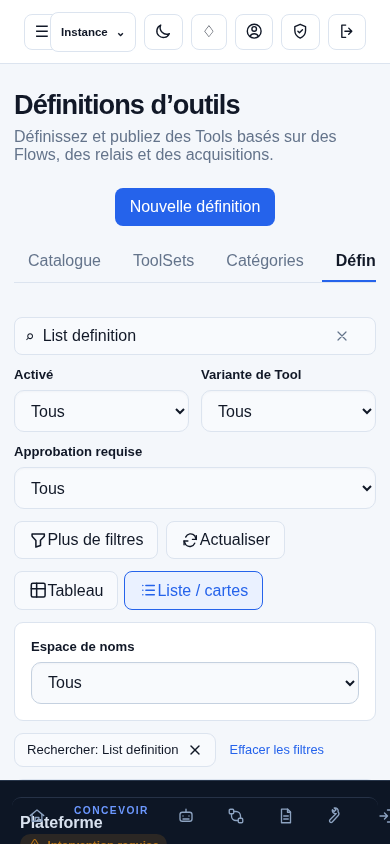 Instance
Définitions d’outils
Définissez et publiez des Tools basés sur des
Flows, des relais et des acquisitions.
Nouvelle définition
Catalogue ToolSets Catégories Défin
List definition
Activé Variante de Tool
Tous Tous
Approbation requise
Tous
Plus de filtres Actualiser
Tableau Liste / cartes
Espace de noms
Tous
Rechercher: List definition Effacer les filtres
CONCEVOIR
Plateforme
Intervention requise